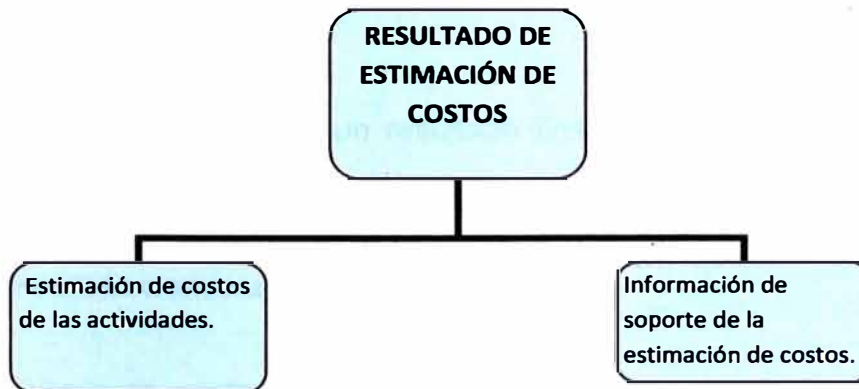 RESULTADO DE
ESTIMACIÓN DE
COSTOS
Estimación de costos
de las actividades.
Información de
soporte de la
estimación de costos.